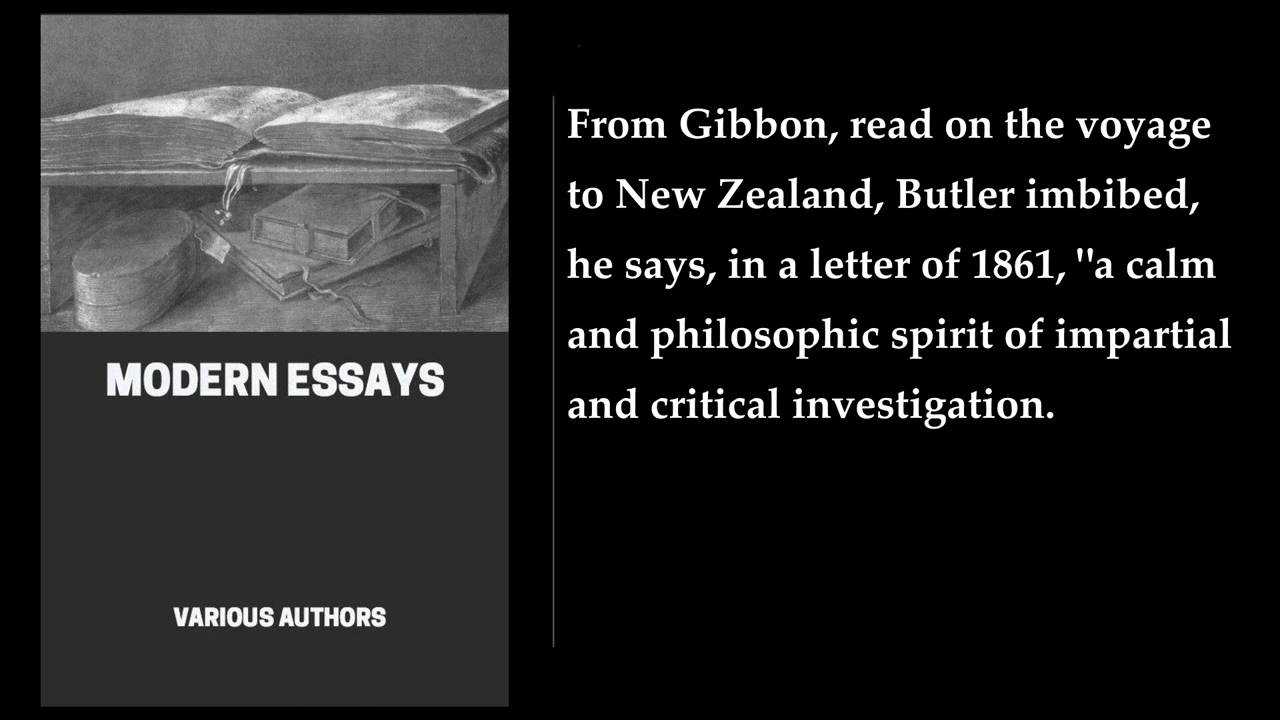 MODERN ESSAYS
VARIOUS AUTHORS
From Gibbon, read on the voyage
to New Zealand, Butler imbibed,
he says, in a letter of 1861, "a calm
and philosophic spirit of impartial
and critical investigation.